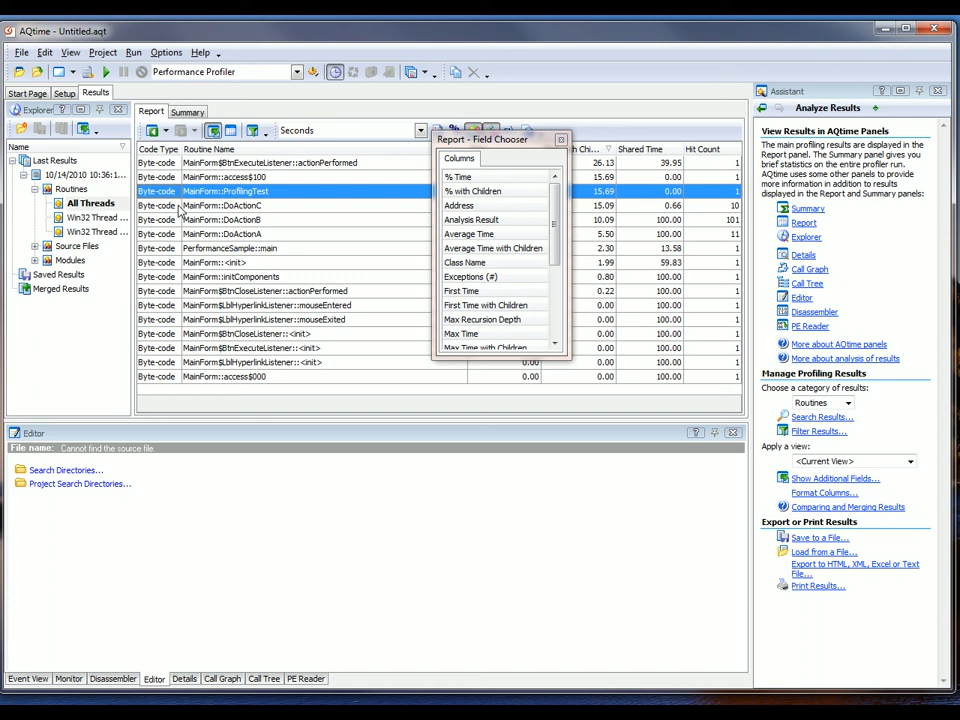 AQtime - Untitled.aqt
File Edit View Project Run Options Help
Performance Profiler
Start Page Setup Results
Explorer
Name
Last Results
10/14/2010 10:36:1...
Routines
All Threads
Win32 Thread ...
Win32 Thread ...
Source Files
Modules
Saved Results
Merged Results
Report Summary
Seconds
Code Type Routine Name Shared Time Hit Count
Byte-code MainForm$BtnExecuteListener::actionPerformed 26.13 39.95 1
Byte-code MainForm::access$100 15.69 0.00 1
Byte-code MainForm::ProfilingTest 15.69 0.00 1
Byte-code MainForm::DoActionC 15.09 0.66 10
Byte-code MainForm::DoActionB 10.09 100.00 101
Byte-code MainForm::DoActionA 5.50 100.00 11
Byte-code PerformanceSample::main 2.30 13.58 1
Byte-code MainForm::<init> 1.99 59.83 1
Byte-code MainForm::initComponents 0.80 100.00 1
Byte-code MainForm$BtnCloseListener::actionPerformed 0.22 100.00 1
Byte-code MainForm$LblHyperlinkListener::mouseEntered 0.00 100.00 1
Byte-code MainForm$LblHyperlinkListener::mouseExited 0.00 100.00 1
Byte-code MainForm$BtnCloseListener::<init> 0.00 100.00 1
Byte-code MainForm$BtnExecuteListener::<init> 0.00 100.00 1
Byte-code MainForm$LblHyperlinkListener::<init> 0.00 0.00 100.00 1
Byte-code MainForm::access$000 0.00 0.00 100.00 1
Report - Field Chooser
Columns
% Time
% with Children
Address
Analysis Result
Average Time
Average Time with Children
Class Name
Exceptions (#)
First Time
First Time with Children
Max Recursion Depth
Max Time
Max Time with Children
Editor
File name: Cannot find the source file.
Search Directories...
Project Search Directories...
Event View Monitor Disassembler Editor Details Call Graph Call Tree PE Reader
Assistant
Analyze Results
View Results in AQtime Panels
The main profiling results are displayed in the Report panel. The Summary panel gives you brief statistics on the entire profiler run. AQtime uses some other panels to provide more information in addition to results displayed in the Report and Summary panels:
Summary
Report
Explorer
Details
Call Graph
Call Tree
Editor
Disassembler
PE Reader
More about AQtime panels
More about analysis of results
Manage Profiling Results
Choose a category of results:
Routines
Search Results...
Filter Results...
Apply a view:
<Current View>
Show Additional Fields...
Format Columns...
Comparing and Merging Results
Export or Print Results
Save to a File...
Load from a File...
Export to HTML, XML, Excel or Text
File...
Print Results...